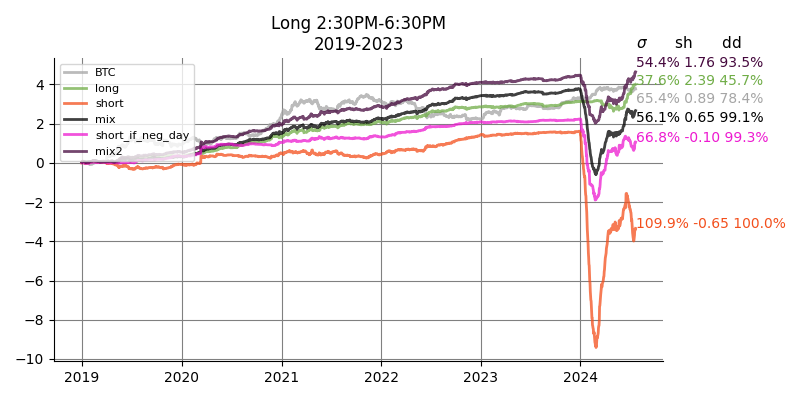 Long 2:30PM-6:30PM
2019-2023
σ sh dd
BTC
long
short
mix
short_if_neg_day
mix2
54.4% 1.76 93.5%
37.6% 2.39 45.7%
65.4% 0.89 78.4%
56.1% 0.65 99.1%
66.8% -0.10 99.3%
109.9% -0.65 100.0%
4
2
0
−2
−4
−6
−8
−10
2019 2020 2021 2022 2023 2024